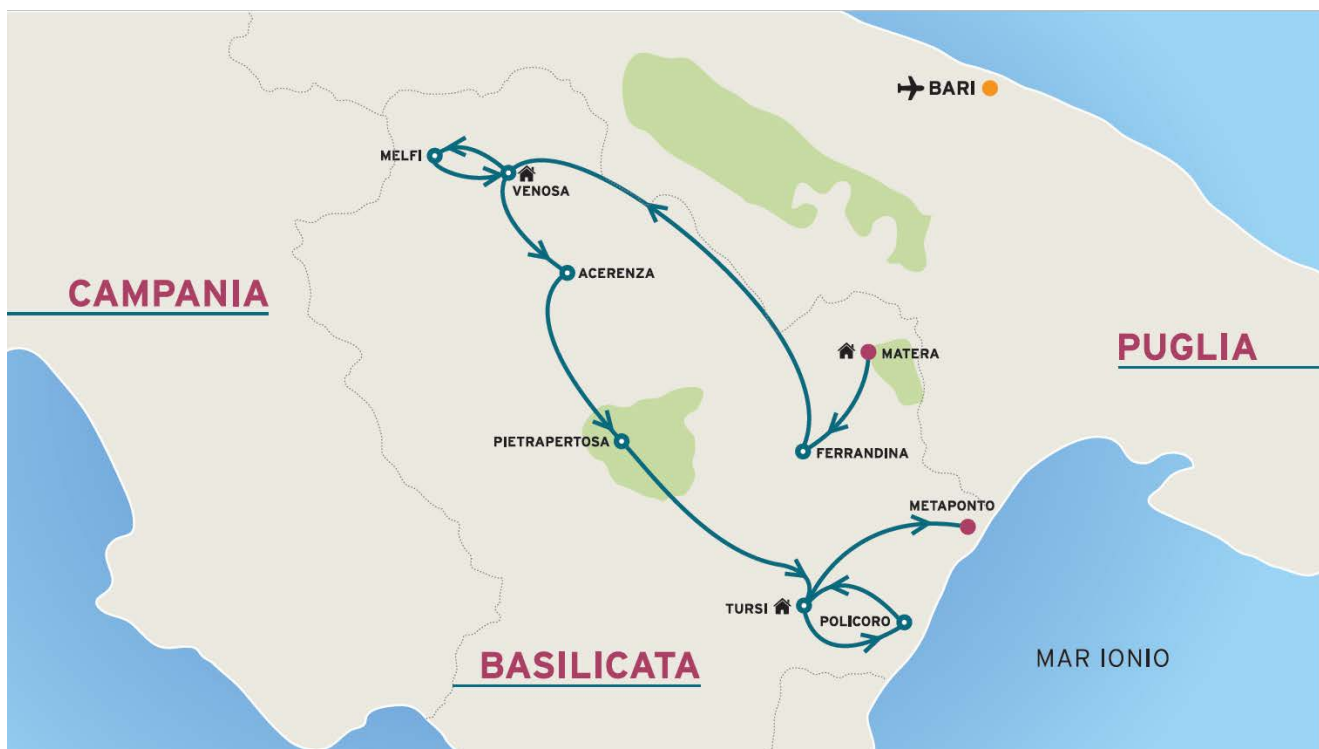 BARI
MELFI
VENOSA
ACERENZA
CAMPANIA
PUGLIA
MATERA
PIETRAPERTOSA
FERRANDINA
METAPONTO
TURSI
POLICORO
BASILICATA
MAR IONIO